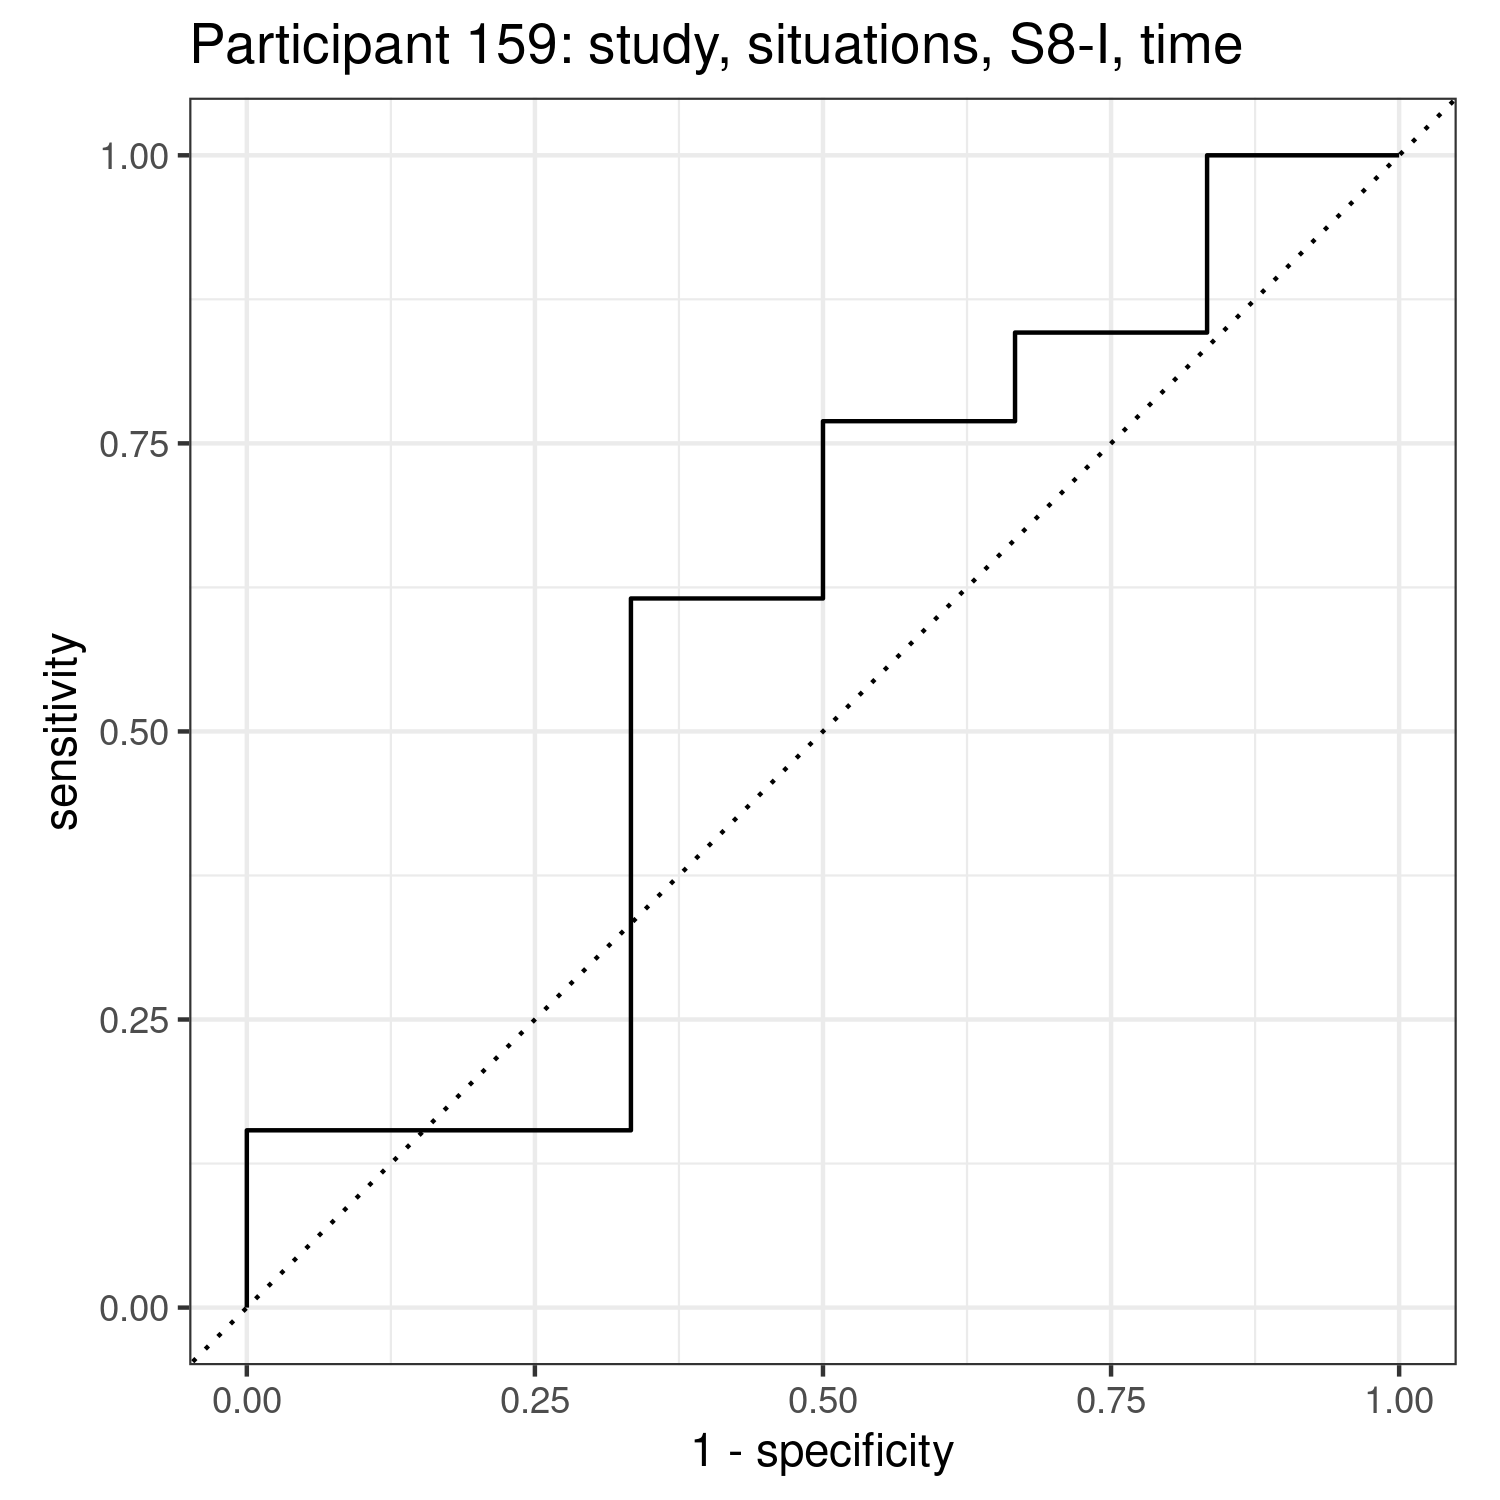 Participant 159: study, situations, S8-I, time
1.00
0.75
0.50
0.25
0.00
sensitivity
0.00 0.25 0.50 0.75 1.00
1 - specificity